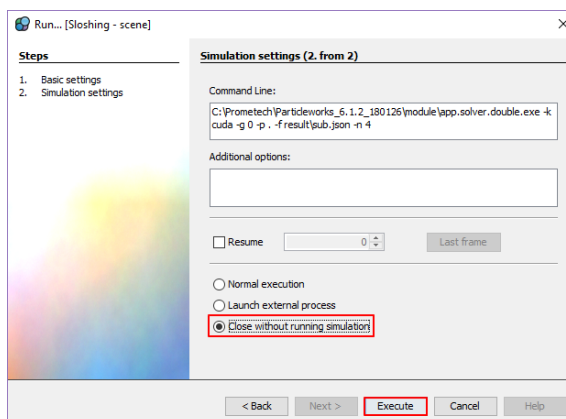 Run... [Sloshing - scene]
Steps
1. Basic settings
2. Simulation settings
Simulation settings (2. from 2)
Command Line:
C:\Prometech\Particleworks_6.1.2_180126\module\app.solver.double.exe -k
cuda -g 0 -p . -f result\sub.json -n 4
Additional options:
Resume
0
Last frame
Normal execution
Launch external process
Close without running simulation
< Back
Next >
Execute
Cancel
Help